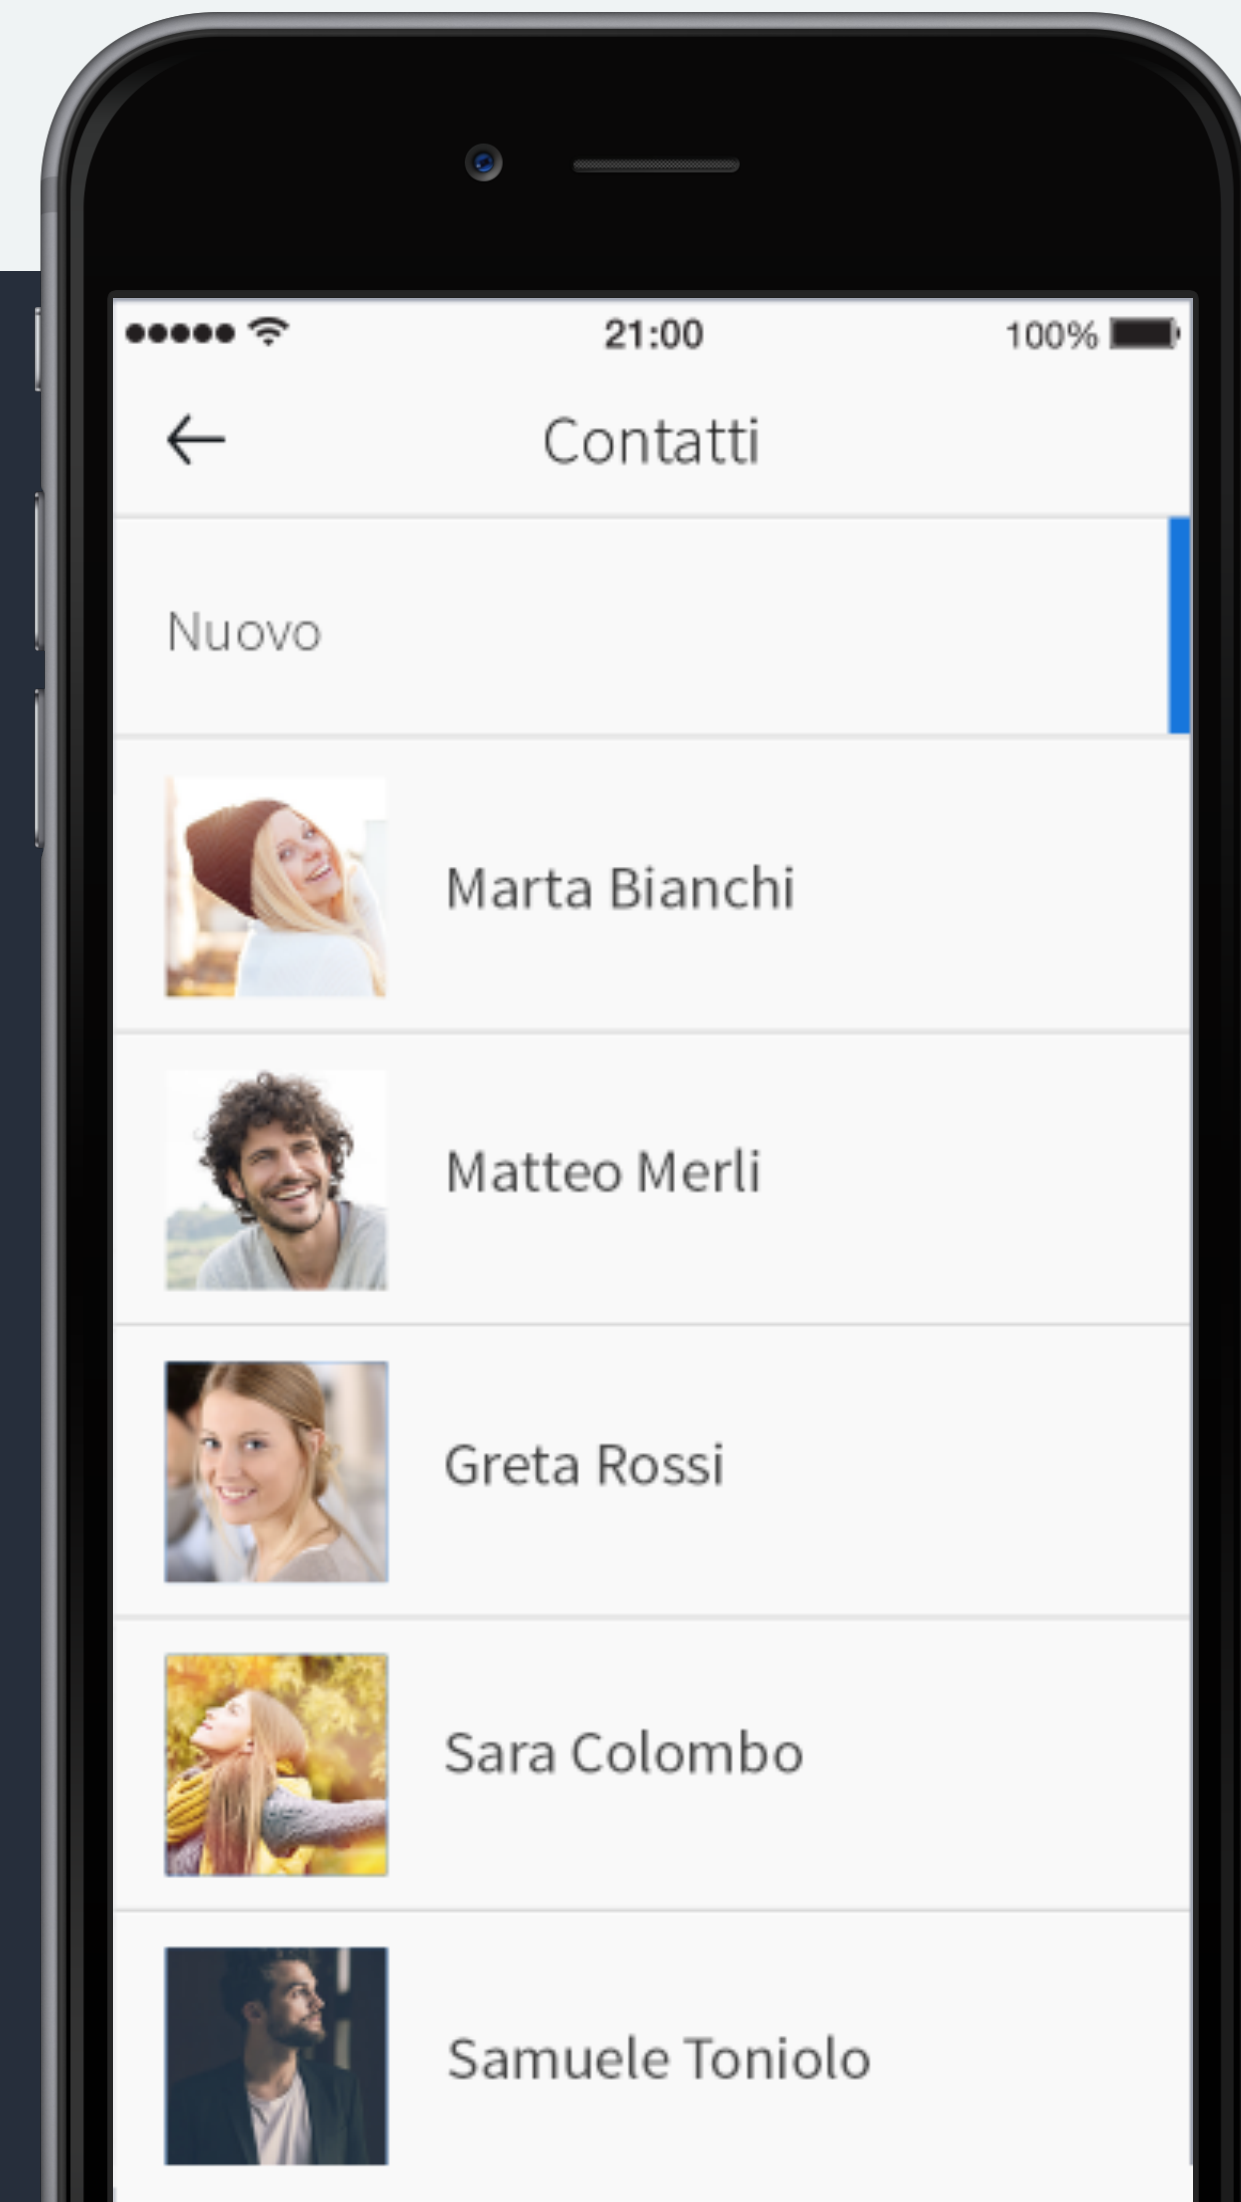 21:00
100%
Contatti
Nuovo
Marta Bianchi
Matteo Merli
Greta Rossi
Sara Colombo
Samuele Toniolo